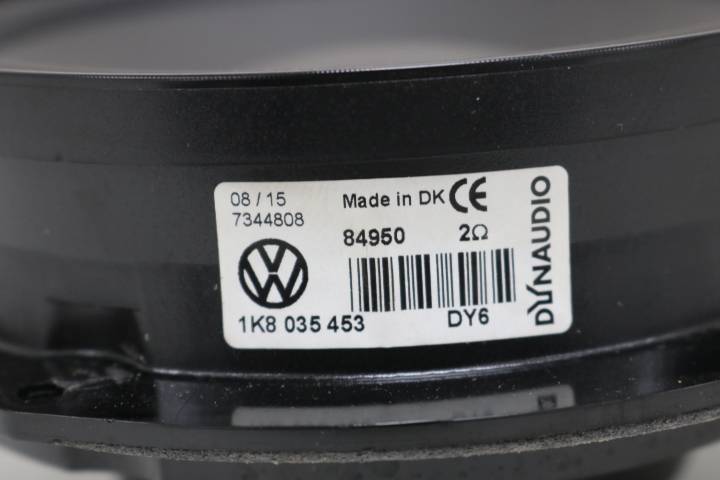 08 / 15
7344808
Made in DK CE
84950 2Ω
1K8 035 453
DY6
DYNAUDIO